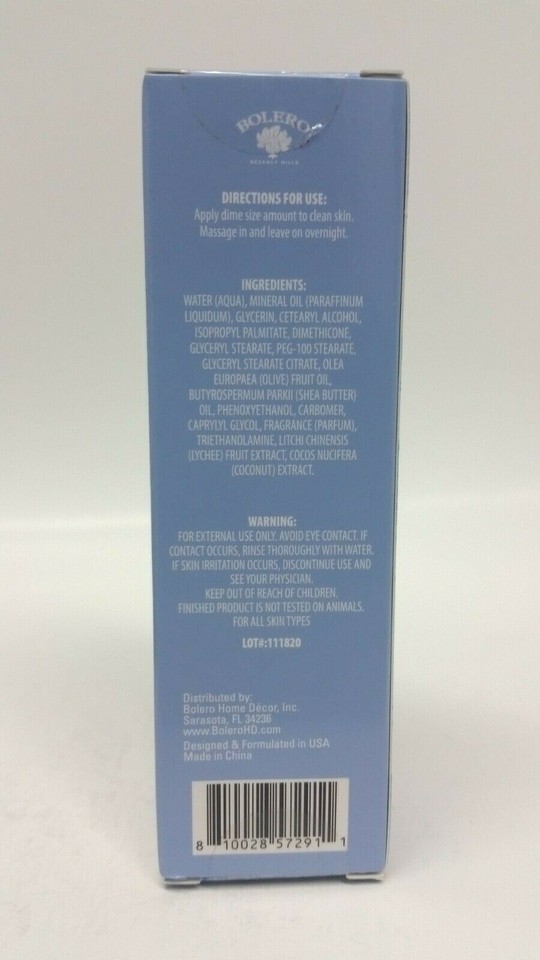 BOLERO
BEVERLY HILLS
DIRECTIONS FOR USE:
Apply dime size amount to clean skin.
Massage in and leave on overnight.
INGREDIENTS:
WATER (AQUA), MINERAL OIL (PARAFFINUM
LIQUIDUM), GLYCERIN, CETEARYL ALCOHOL,
ISOPROPYL PALMITATE, DIMETHICONE,
GLYCERYL STEARATE, PEG-100 STEARATE,
GLYCERYL STEARATE CITRATE, OLEA
EUROPAEA (OLIVE) FRUIT OIL,
BUTYROSPERMUM PARKII (SHEA BUTTER)
OIL, PHENOXYETHANOL, CARBOMER,
CAPRYLYL GLYCOL, FRAGRANCE (PARFUM),
TRIETHANOLAMINE, LITCHI CHINENSIS
(LYCHEE) FRUIT EXTRACT, COCOS NUCIFERA
(COCONUT) EXTRACT.
WARNING:
FOR EXTERNAL USE ONLY. AVOID EYE CONTACT. IF
CONTACT OCCURS, RINSE THOROUGHLY WITH WATER.
IF SKIN IRRITATION OCCURS, DISCONTINUE USE AND
SEE YOUR PHYSICIAN.
KEEP OUT OF REACH OF CHILDREN.
FINISHED PRODUCT IS NOT TESTED ON ANIMALS.
FOR ALL SKIN TYPES
LOT#:111820
Distributed by:
Bolero Home Décor, Inc.
Sarasota, FL 34236
www.BoleroHD.com
Designed & Formulated in USA
Made in China
8 10028 57291 1